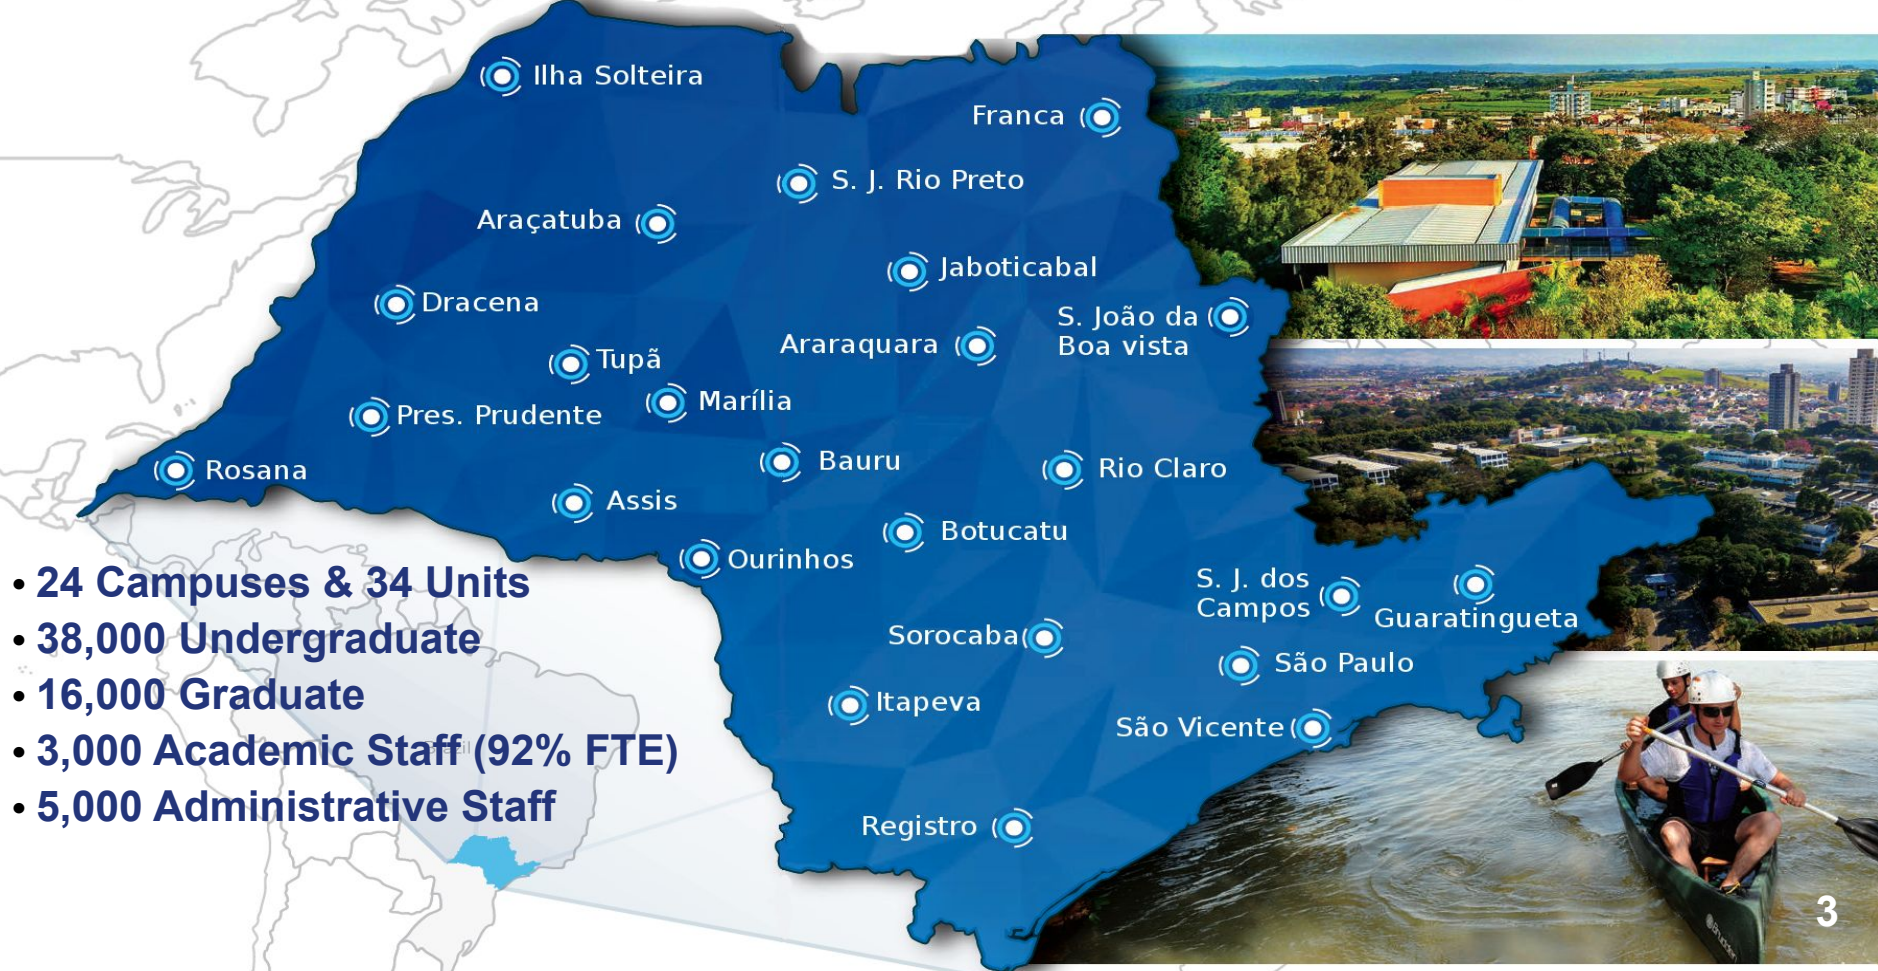 Ilha Solteira
Franca
S. J. Rio Preto
Araçatuba
Jaboticabal
Dracena
S. João da
Boa vista
Araraquara
Tupã
Marília
Pres. Prudente
Bauru
Rio Claro
Rosana
Assis
Botucatu
Ourinhos
S. J. dos
Campos
Guaratingueta
Sorocaba
São Paulo
Itapeva
São Vicente
Registro
• 24 Campuses & 34 Units
• 38,000 Undergraduate
• 16,000 Graduate
• 3,000 Academic Staff (92% FTE)
• 5,000 Administrative Staff
Brazil
3